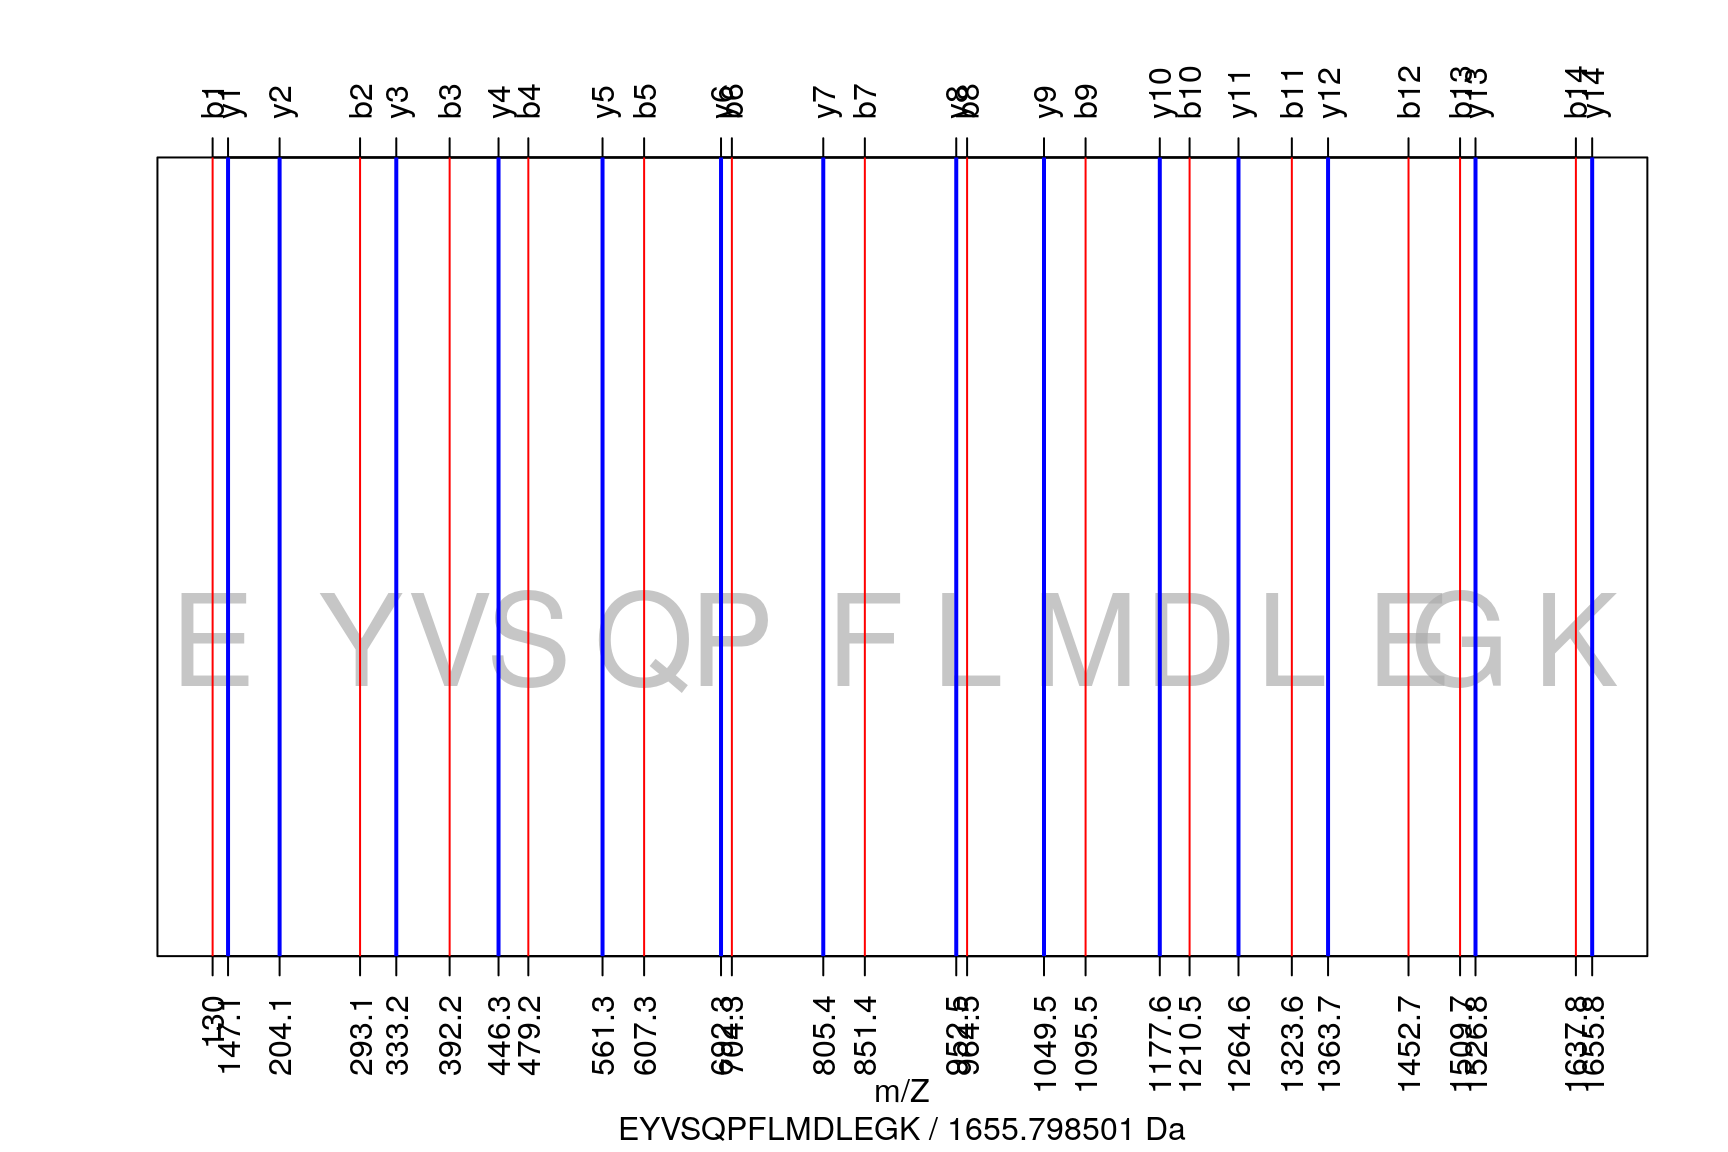 b1 y1 y2 b2 y3 b3 y4 b4 y5 b5 y6 b6 y7 b7 y8 b8 y9 b9 y10 b10 y11 b11 y12 b12 b13 y13 b14 y14
E Y V S Q P F L M D L E G K
130 147.1 204.1 293.1 333.2 392.2 446.3 479.2 561.3 607.3 692.3 704.3 805.4 851.4 952.5 964.5 1049.5 1095.5 1177.6 1210.5 1264.6 1323.6 1363.7 1452.7 1509.7 1526.8 1637.8 1655.8
m/Z
EYVSQPFLMDLEGK / 1655.798501 Da